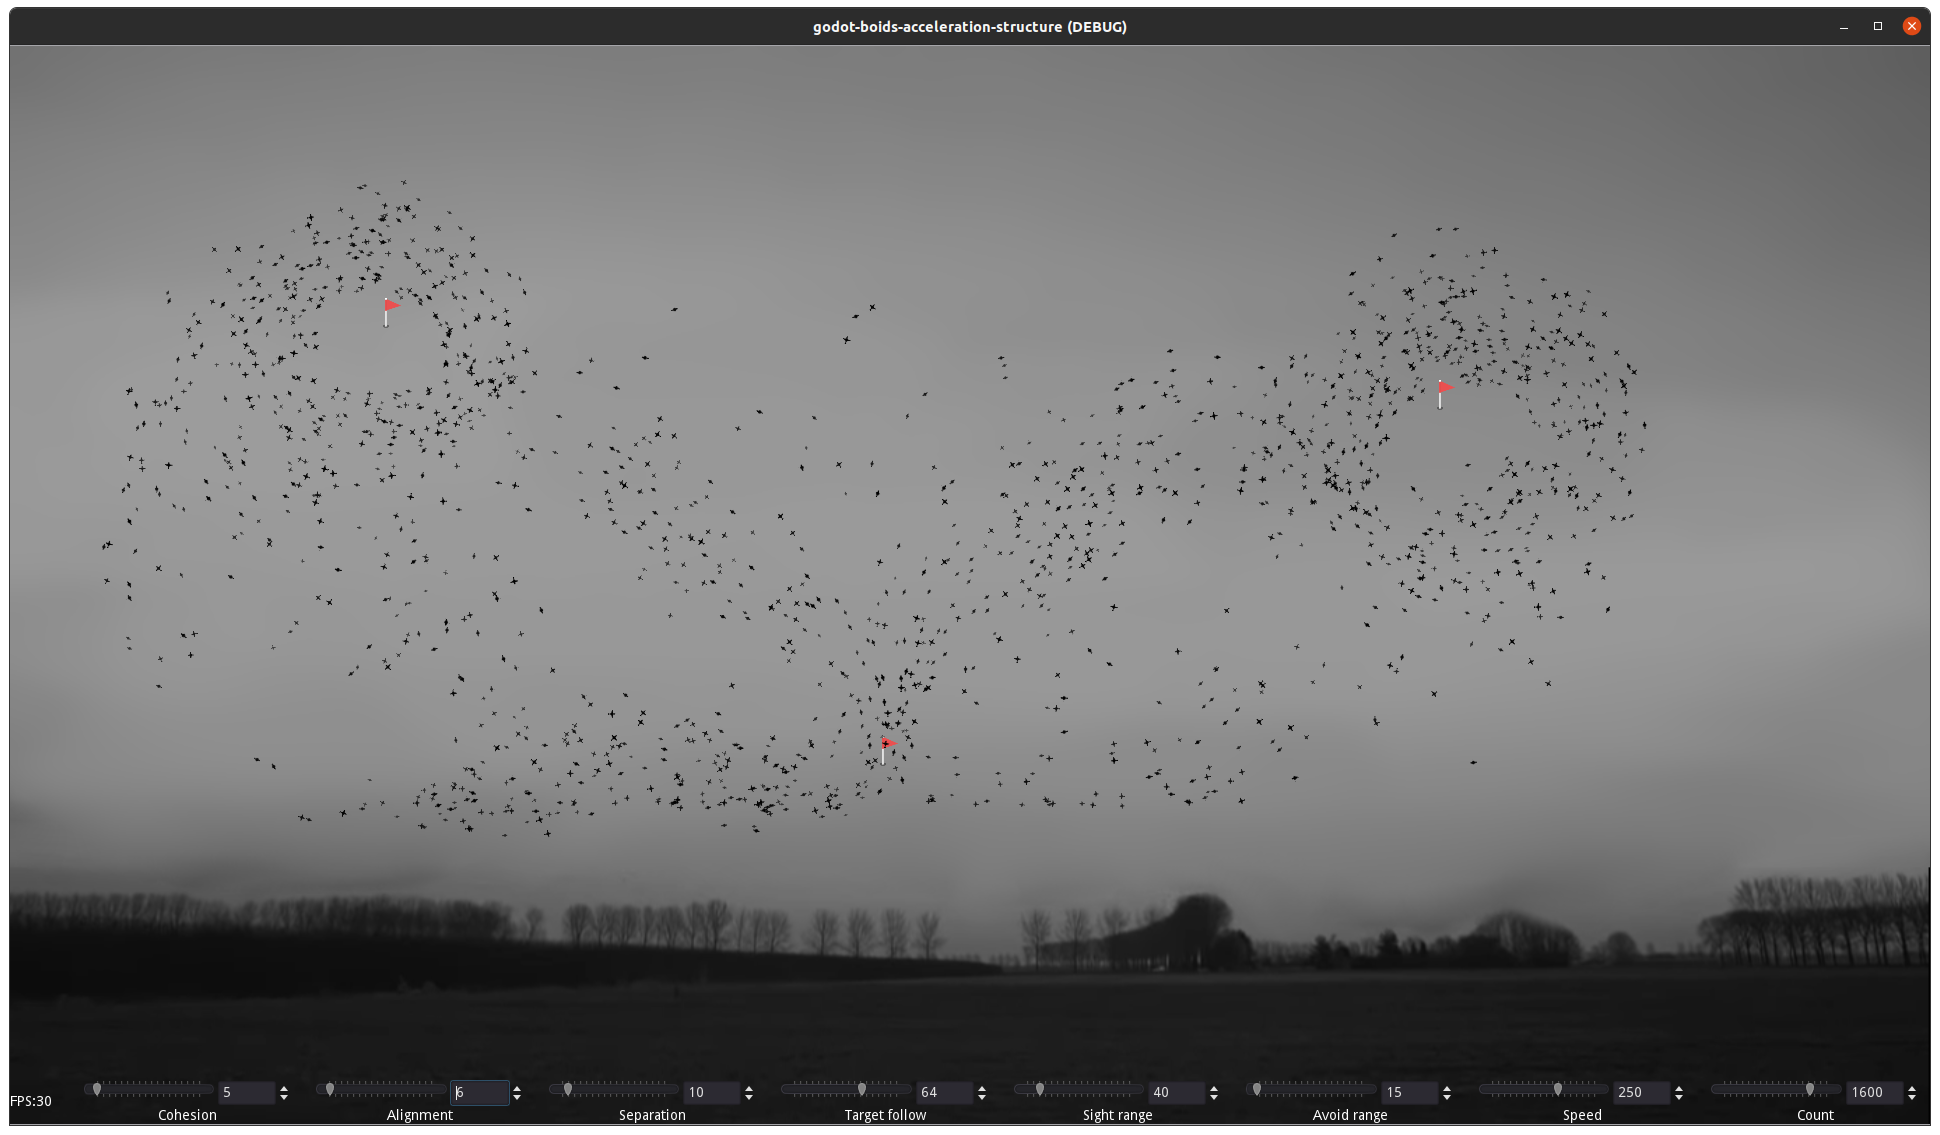 godot-boids-acceleration-structure (DEBUG)
FPS:30
5 6 10 64 40 15 250 1600
Cohesion Alignment Separation Target follow Sight range Avoid range Speed Count